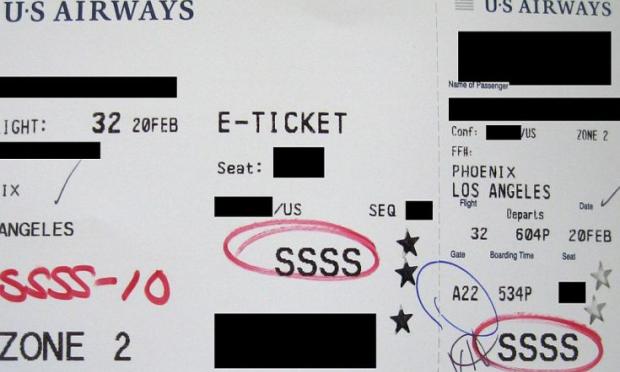 U·S AIRWAYS
IGHT: 32 20FEB
IX
ANGELES
SSSS-10
ZONE 2
E-TICKET
Seat:
/US SEQ
SSSS
U·S AIRWAYS
Name of Passenger
Conf: /US ZONE 2
FF#:
PHOENIX
LOS ANGELES
Flight Departs Date
32 604P 20FEB
Gate Boarding Time Seat
A22 534P
SSSS